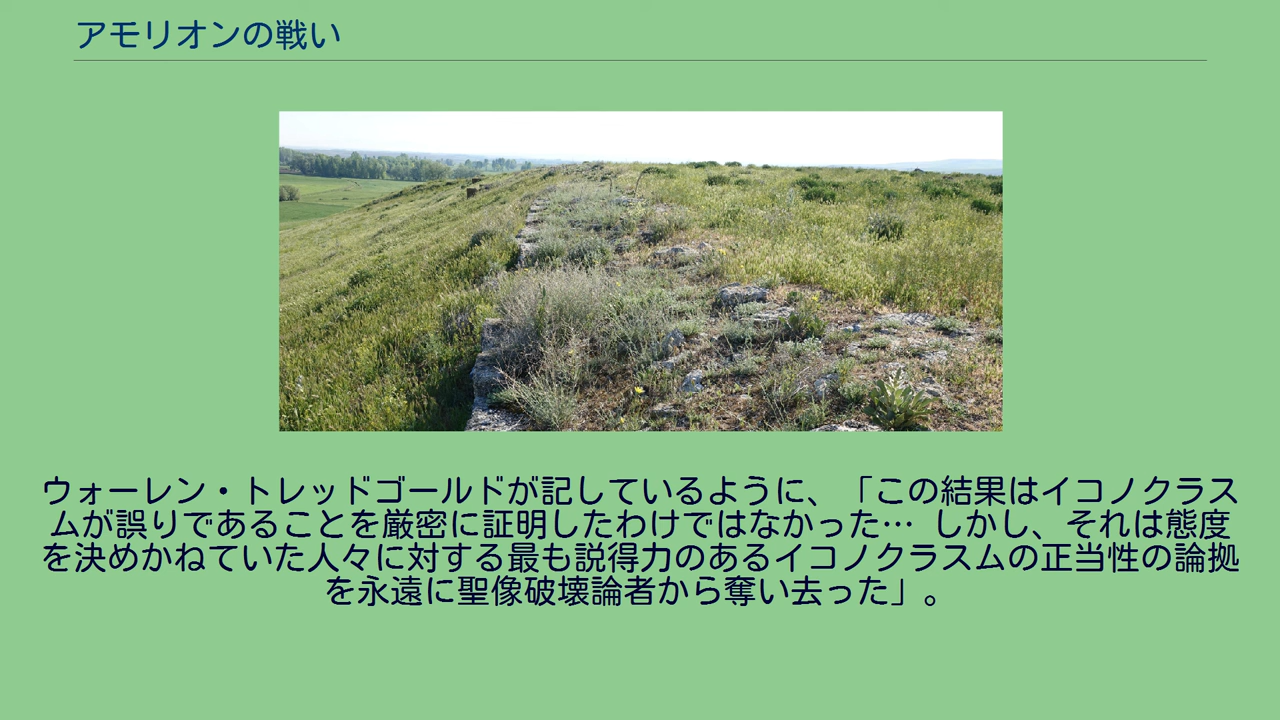 アモリオンの戦い
ウォーレン・トレッドゴールドが記しているように、「この結果はイコノクラス
ムが誤りであることを厳密に証明したわけではなかった… しかし、それは態度
を決めかねていた人々に対する最も説得力のあるイコノクラスムの正当性の論拠
を永遠に聖像破壊論者から奪い去った」。